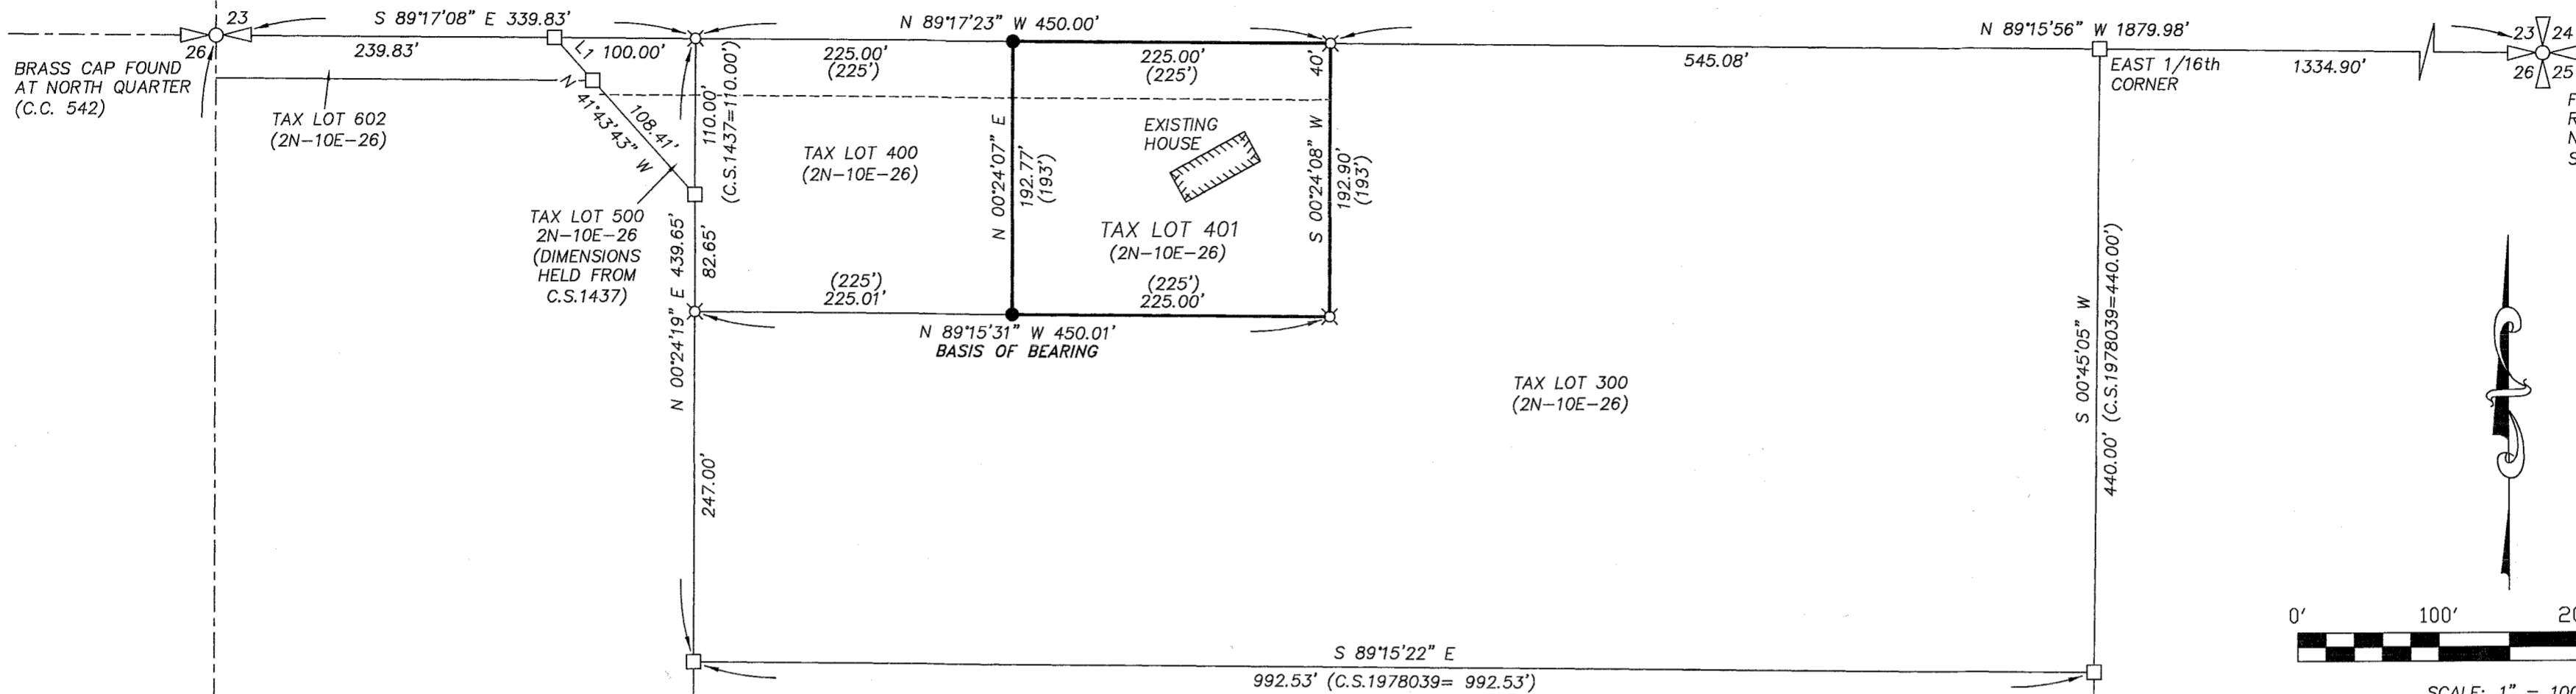 23
S 89°17'08" E 339.83'
26
239.83'
L1
100.00'
BRASS CAP FOUND
AT NORTH QUARTER
(C.C. 542)
TAX LOT 602
(2N-10E-26)
N 41°43'43" W
108.41'
TAX LOT 500
2N-10E-26
(DIMENSIONS
HELD FROM
C.S.1437)
110.00'
(C.S.1437=110.00')
N 00°24'19" E 439.65'
82.65'
247.00'
N 89°17'23" W 450.00'
225.00'
(225')
225.00'
(225')
TAX LOT 400
(2N-10E-26)
N 00°24'07" E
192.77'
(193')
EXISTING
HOUSE
TAX LOT 401
(2N-10E-26)
40'
S 00°24'08" W
192.90'
(193')
(225')
225.01'
(225')
225.00'
N 89°15'31" W 450.01'
BASIS OF BEARING
N 89°15'56" W 1879.98'
545.08'
EAST 1/16th
CORNER
1334.90'
23
24
26
25
TAX LOT 300
(2N-10E-26)
S 00°45'05" W
440.00' (C.S.1978039=440.00')
S 89°15'22" E
992.53' (C.S.1978039= 992.53')
0'
100'
SCALE: 1" = 100